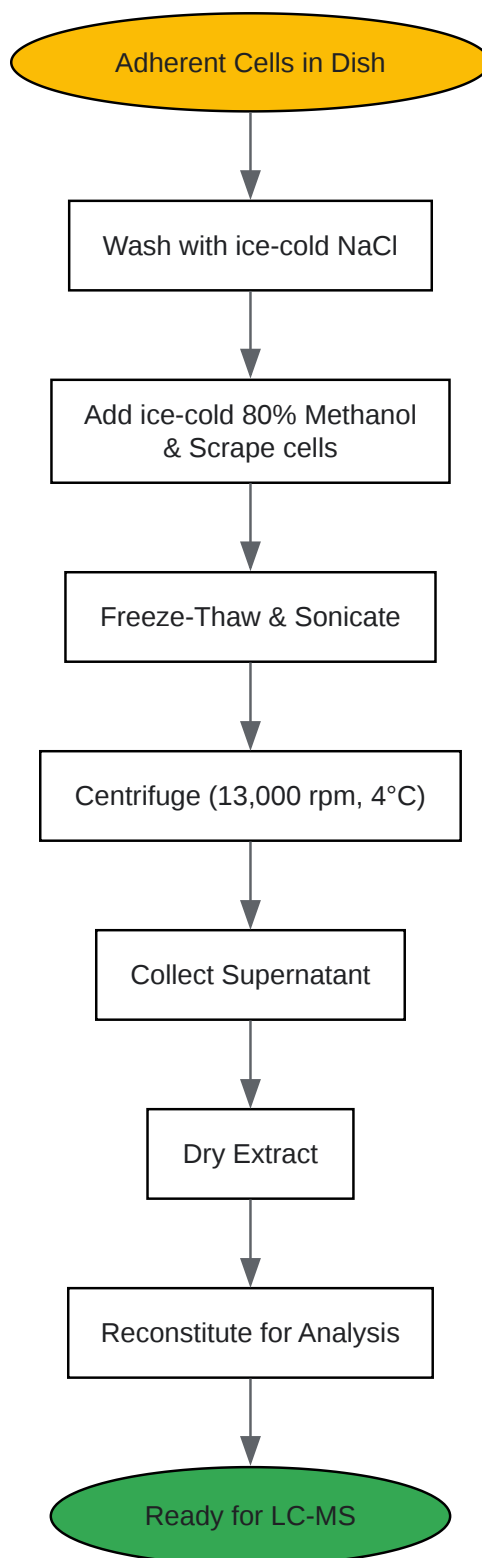 Adherent Cells in Dish
Wash with ice-cold NaCl
Add ice-cold 80% Methanol
& Scrape cells
Freeze-Thaw & Sonicate
Centrifuge (13,000 rpm, 4°C)
Collect Supernatant
Dry Extract
Reconstitute for Analysis
Ready for LC-MS